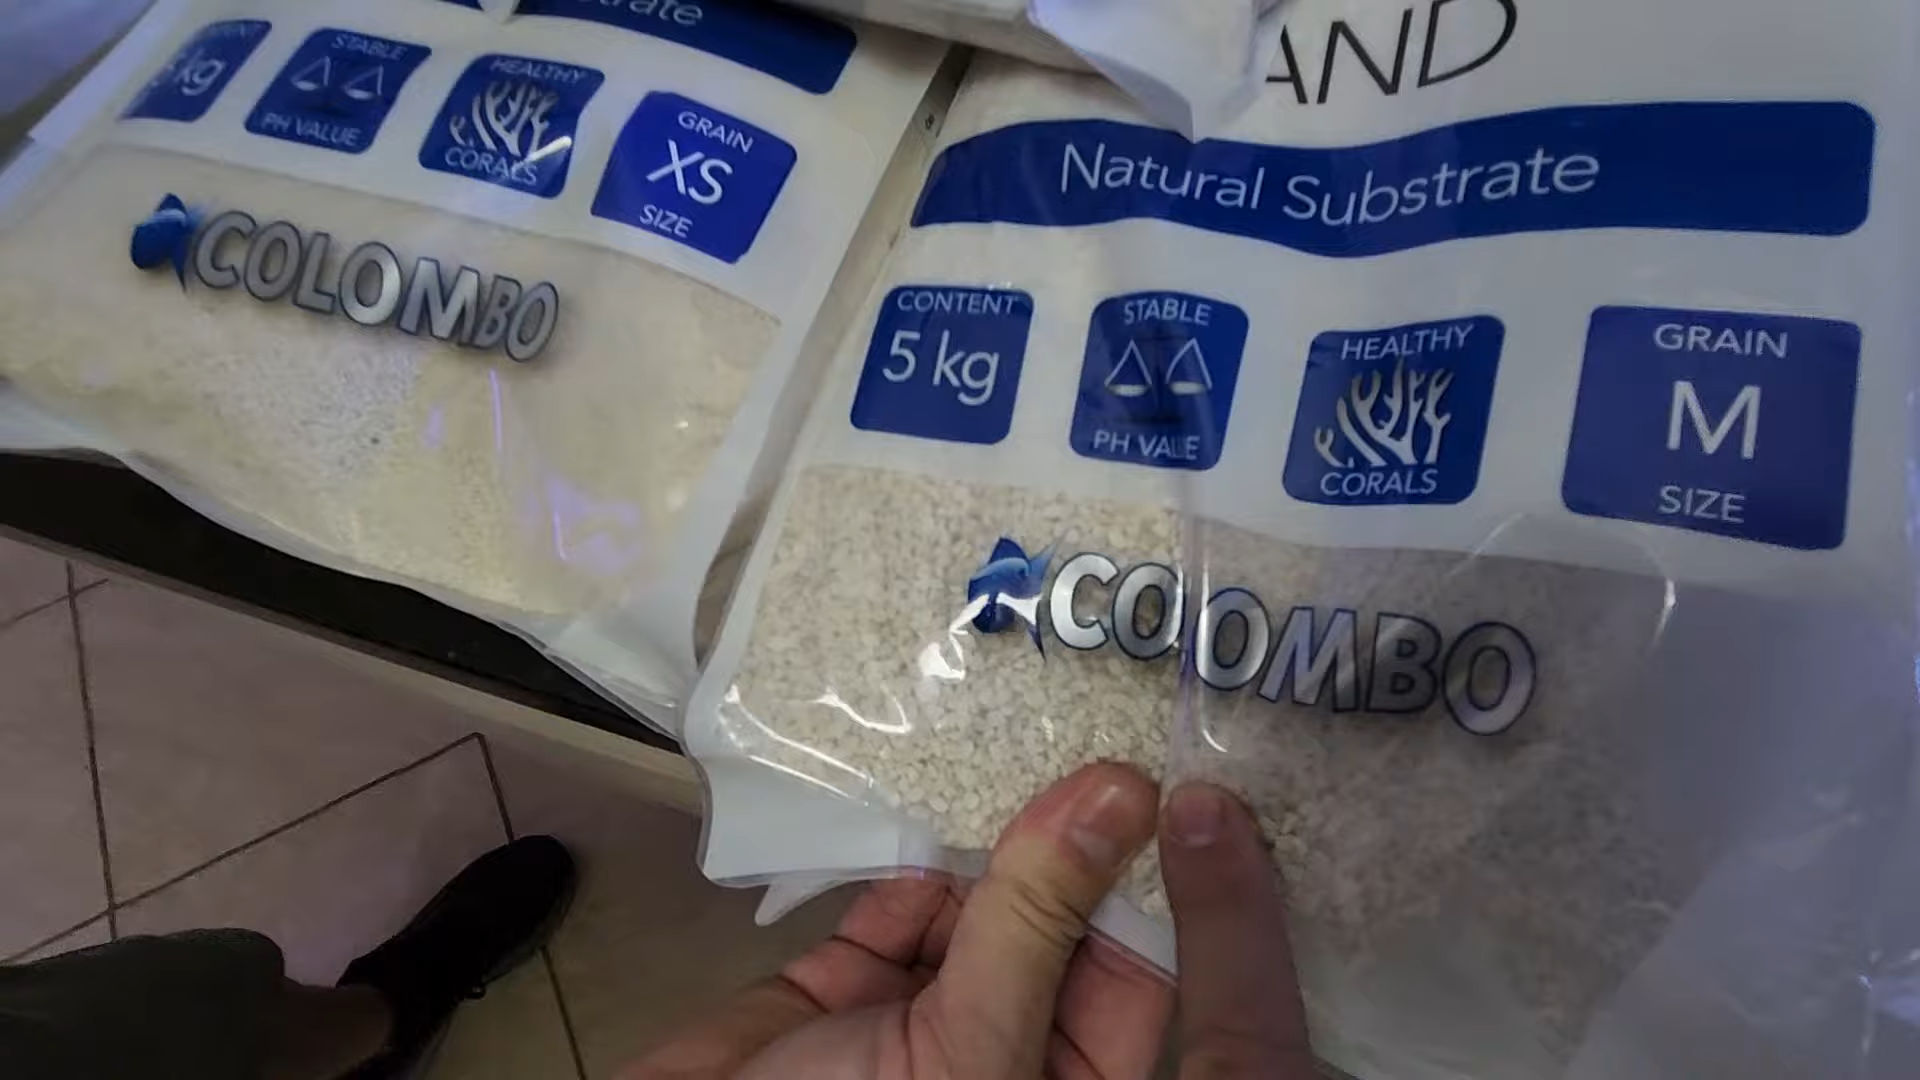 STABLE
kg
PH VALUE
HEALTHY
CORALS
GRAIN
XS
SIZE
COLOMBO
AND
Natural Substrate
CONTENT
5 kg
STABLE
PH VALUE
HEALTHY
CORALS
GRAIN
M
SIZE
COLOMBO